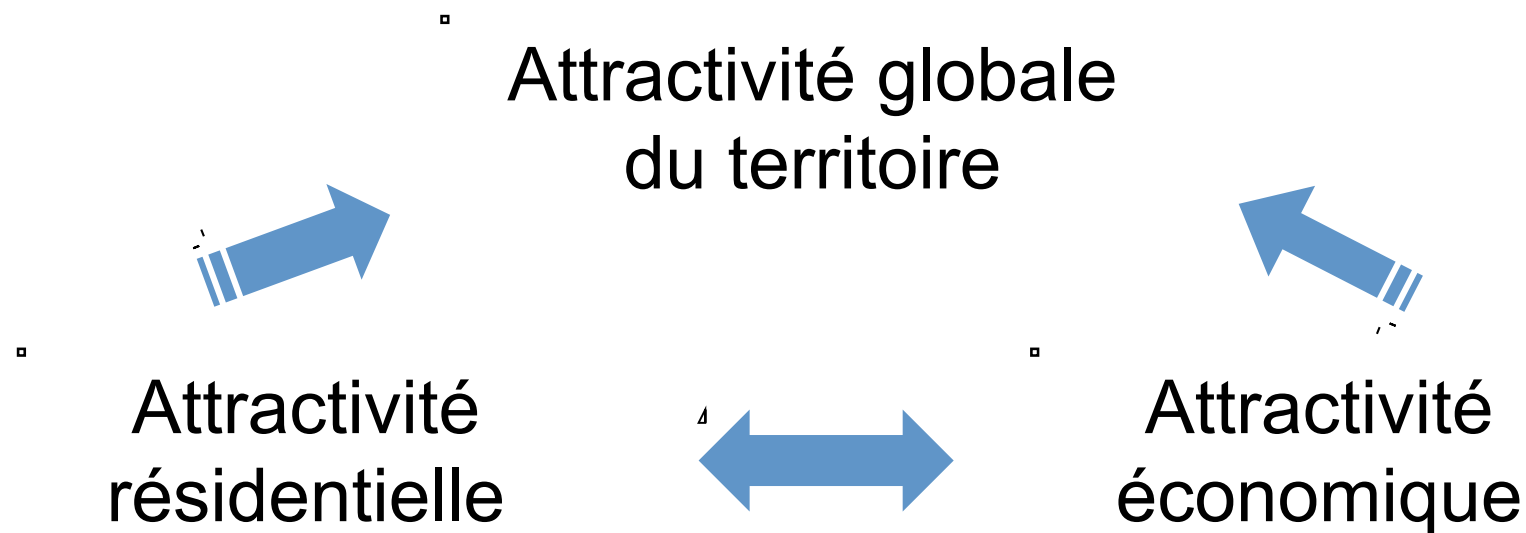 Attractivité globale
du territoire
Attractivité
résidentielle
Attractivité
économique